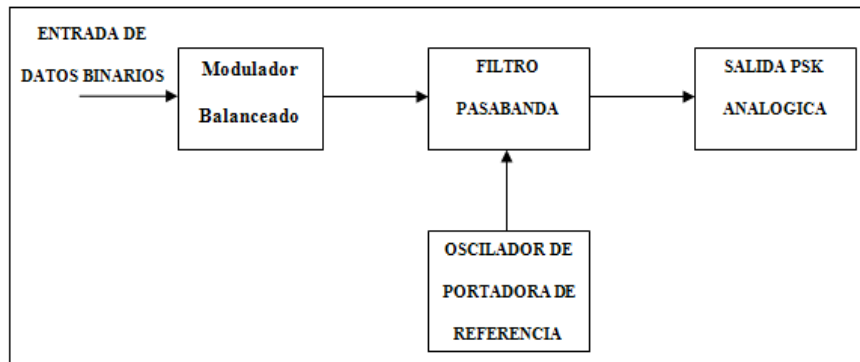 ENTRADA DE
DATOS BINARIOS
Modulador
Balanceado
FILTRO
PASABANDA
SALIDA PSK
ANALOGICA
OSCILADOR DE
PORTADORA DE
REFERENCIA